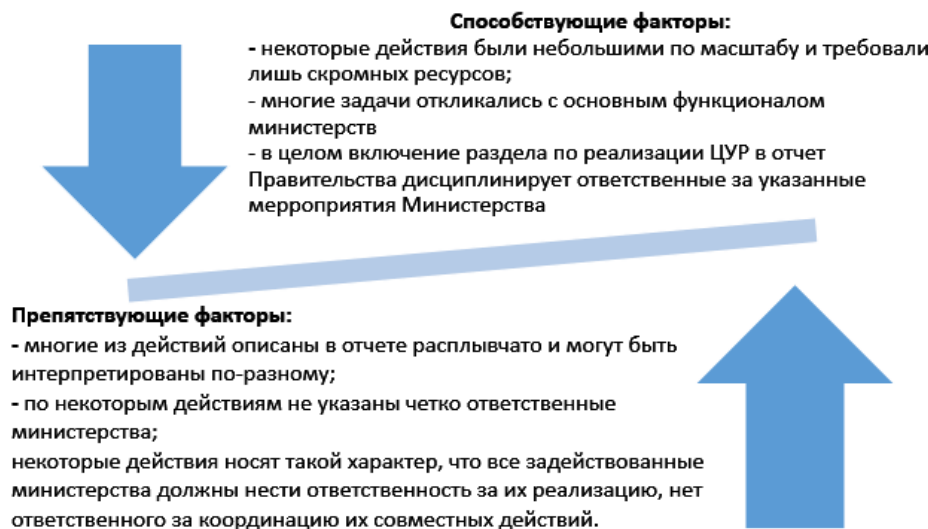 Способствующие факторы:
- некоторые действия были небольшими по масштабу и требовали
лишь скромных ресурсов;
- многие задачи откликались с основным функционалом
министерств
- в целом включение раздела по реализации ЦУР в отчет
Правительства дисциплинирует ответственные за указанные
мерроприятия Министерства
Препятствующие факторы:
- многие из действий описаны в отчете расплывчато и могут быть
интерпретированы по-разному;
- по некоторым действиям не указаны четко ответственные
министерства;
некоторые действия носят такой характер, что все задействованные
министерства должны нести ответственность за их реализацию, нет
ответственного за координацию их совместных действий.